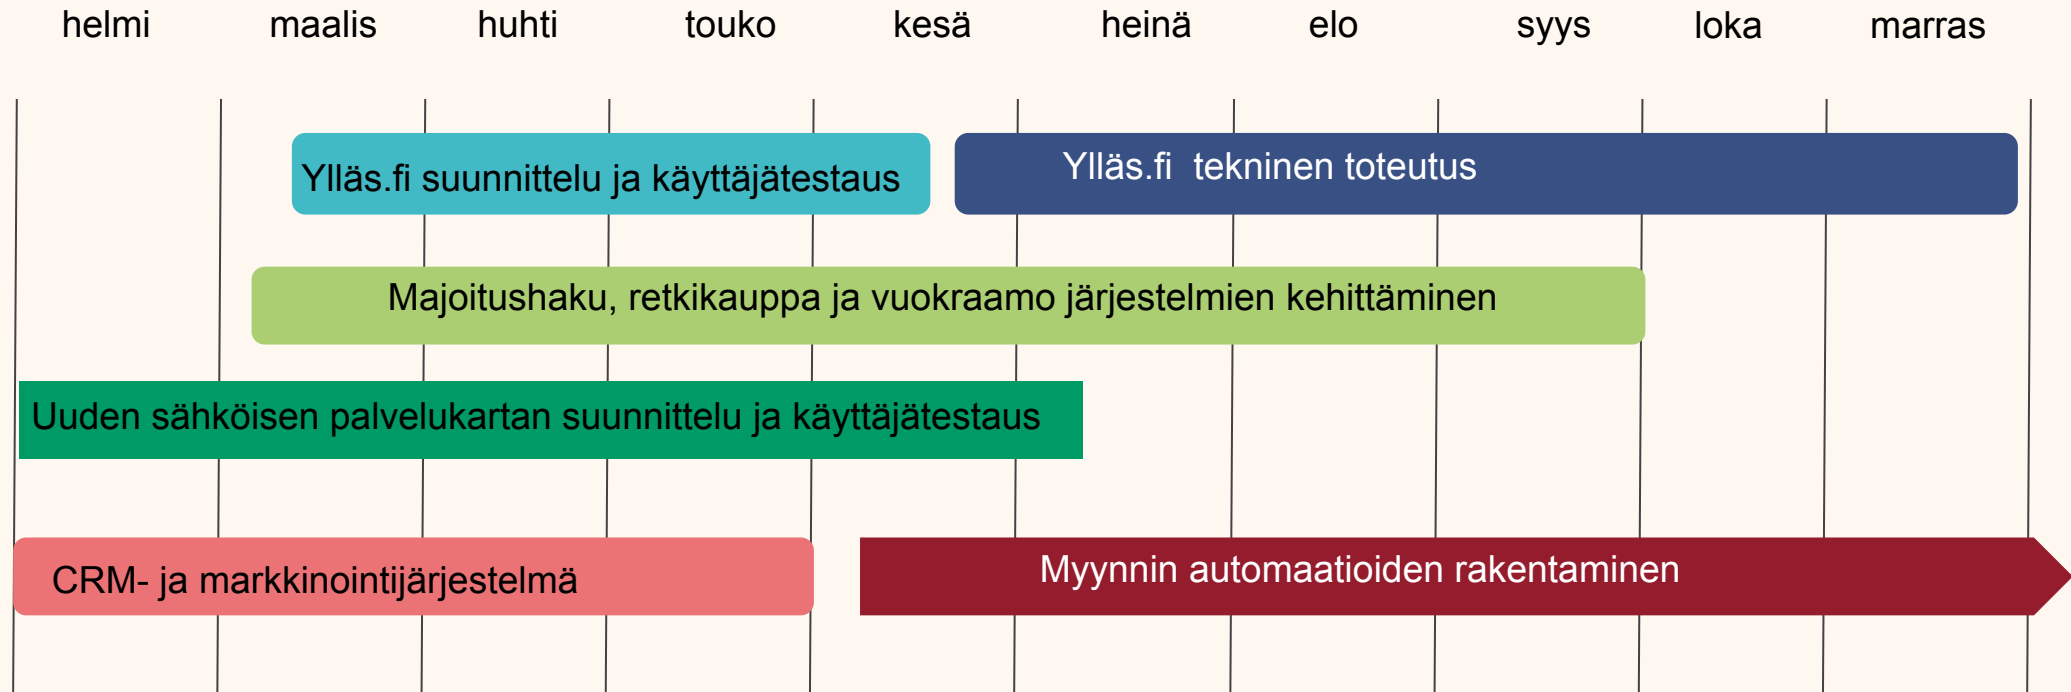 helmi maalis huhti touko kesä heinä elo syys loka marras
Ylläs.fi suunnittelu ja käyttäjätestaus
Ylläs.fi tekninen toteutus
Majoitushaku, retkikauppa ja vuokraamo järjestelmien kehittäminen
Uuden sähköisen palvelukartan suunnittelu ja käyttäjätestaus
CRM- ja markkinointijärjestelmä
Myynnin automaatioiden rakentaminen